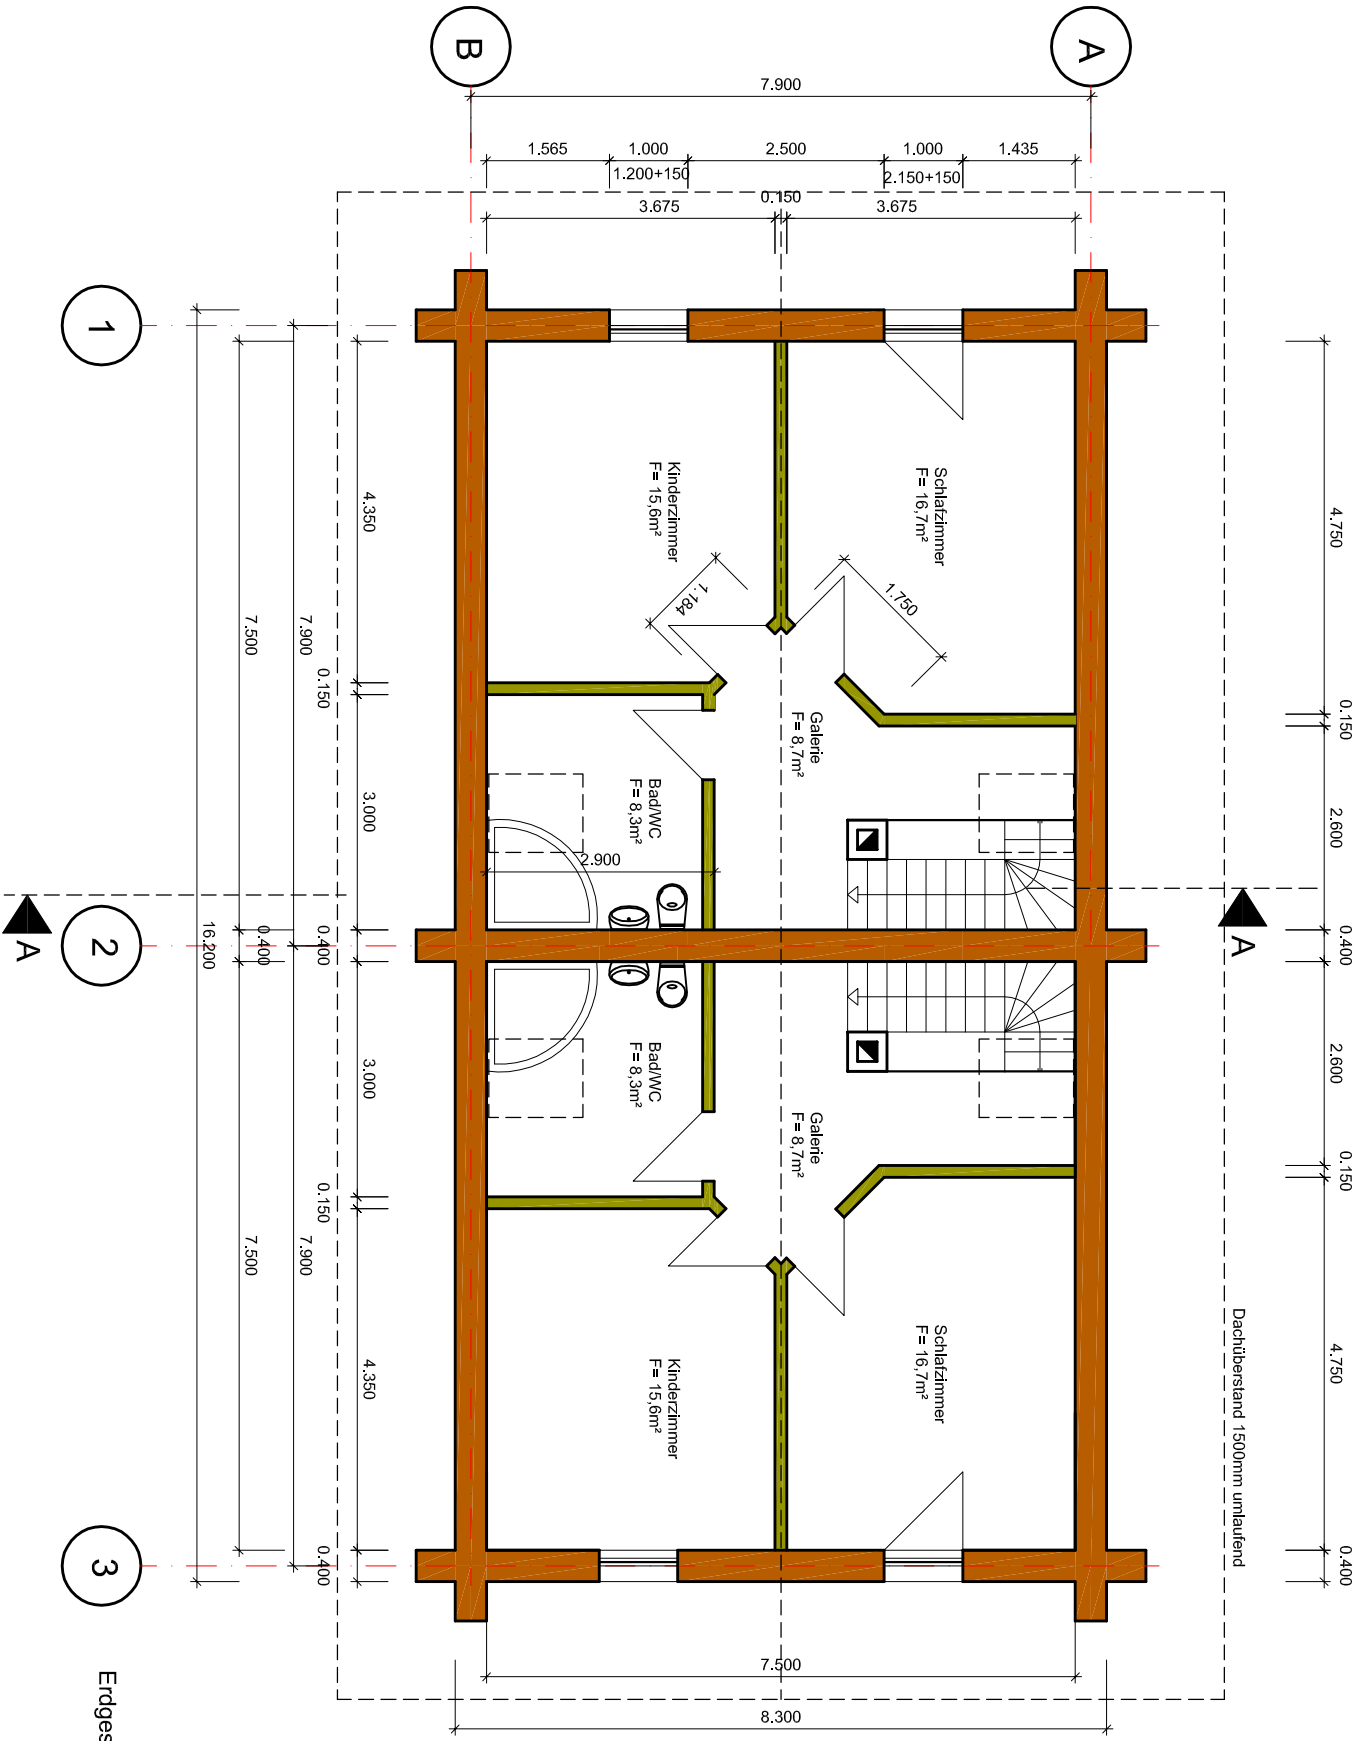 B
A
7.900
1.565
1.000
2.500
1.000
1.435
1.200+150
2.150+150
0.150
3.675
3.675
1
2
3
4.350
0.150
3.000
0.400
3.000
0.150
4.350
0.400
7.900
7.900
7.500
0.400
7.500
16.200
4.750
0.150
2.600
0.400
2.600
0.150
4.750
0.400
Kinderzimmer
F= 15,6m²
Schlafzimmer
F= 16,7m²
1.184
1.750
Galerie
F= 8,7m²
Bad/WC
F= 8,3m²
2.900
A
A
Bad/WC
F= 8,3m²
Galerie
F= 8,7m²
Kinderzimmer
F= 15,6m²
Schlafzimmer
F= 16,7m²
Dachüberstand 1500mm umlaufend
7.500
8.300
Erdges